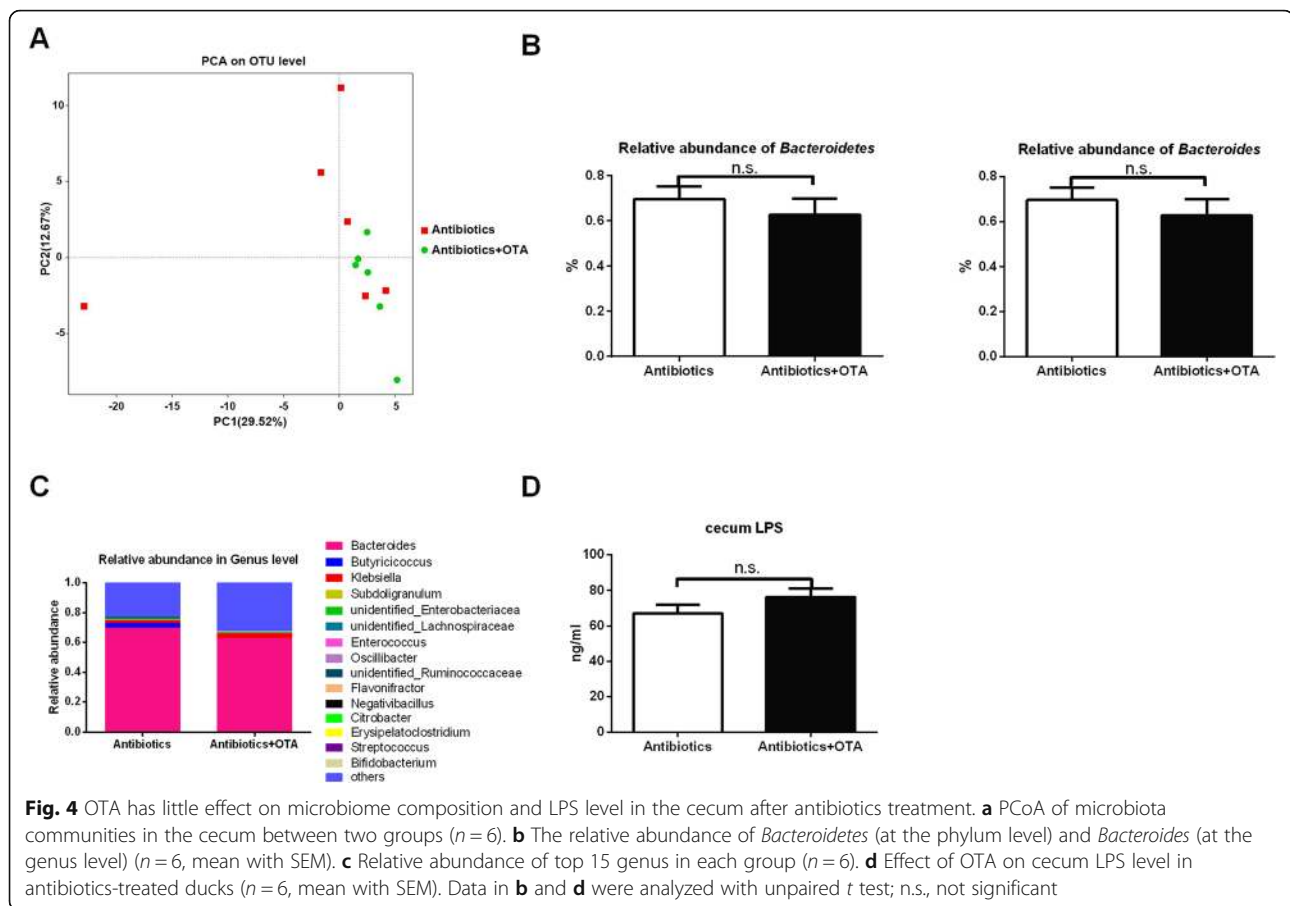 A
PCA on OTU level
PC2(12.67%)
10
5
0
-5
-20
-15
-10
-5
0
5
PC1(29.52%)
Antibiotics
Antibiotics+OTA
B
Relative abundance of Bacteroidetes
n.s.
%
0.8
0.6
0.4
0.2
0.0
Antibiotics
Antibiotics+OTA
Relative abundance of Bacteroides
n.s.
%
0.8
0.6
0.4
0.2
0.0
Antibiotics
Antibiotics+OTA
C
Relative abundance in Genus level
Relative abundance
1.0
0.8
0.6
0.4
0.2
0.0
Antibiotics
Antibiotics+OTA
Bacteroides
Butyricicoccus
Klebsiella
Subdoligranulum
unidentified_Enterobacteriacea
unidentified_Lachnospiraceae
Enterococcus
Oscillibacter
unidentified_Ruminococcaceae
Flavonifractor
Negativibacillus
Citrobacter
Erysipelatoclostridium
Streptococcus
Bifidobacterium
others
D
cecum LPS
n.s.
ng/ml
100
80
60
40
20
0
Antibiotics
Antibiotics+OTA
Fig. 4 OTA has little effect on microbiome composition and LPS level in the cecum after antibiotics treatment. a PCoA of microbiota
communities in the cecum between two groups (n = 6). b The relative abundance of Bacteroidetes (at the phylum level) and Bacteroides (at the
genus level) (n = 6, mean with SEM). c Relative abundance of top 15 genus in each group (n = 6). d Effect of OTA on cecum LPS level in
antibiotics-treated ducks (n = 6, mean with SEM). Data in b and d were analyzed with unpaired t test; n.s., not significant